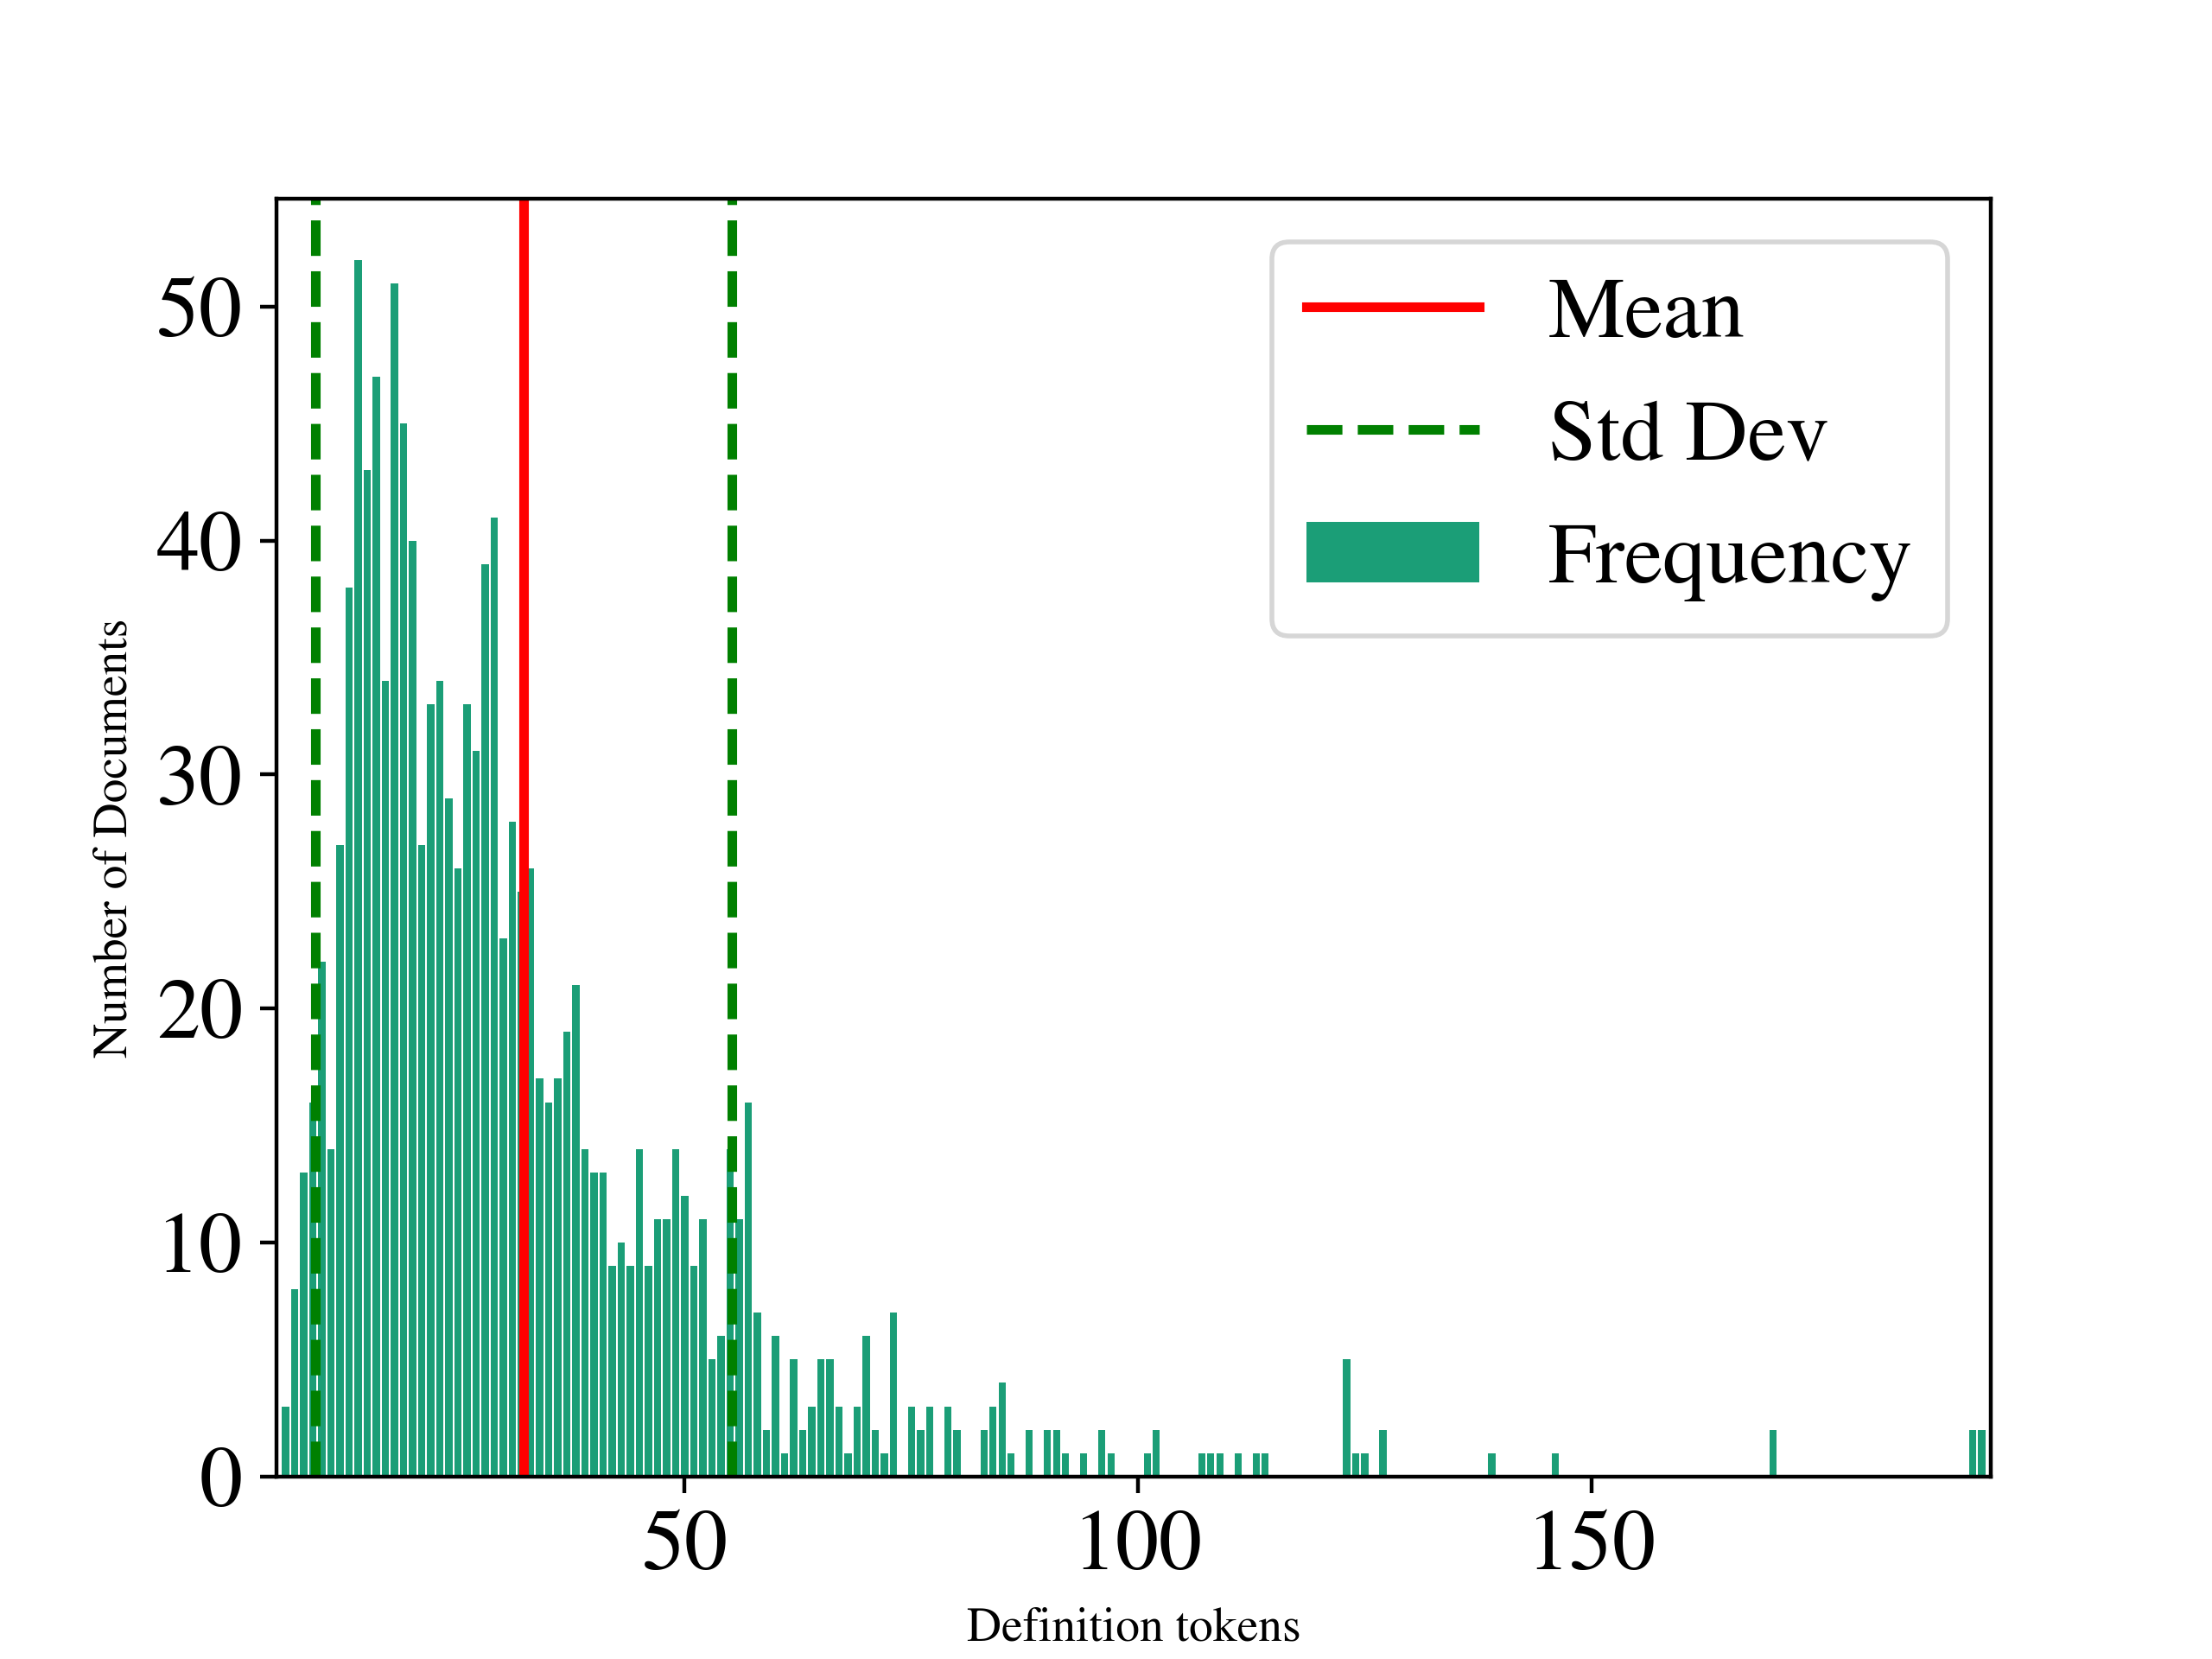 Mean
Std Dev
Frequency
50
40
30
20
10
0
Number of Documents
50 100 150
Definition tokens